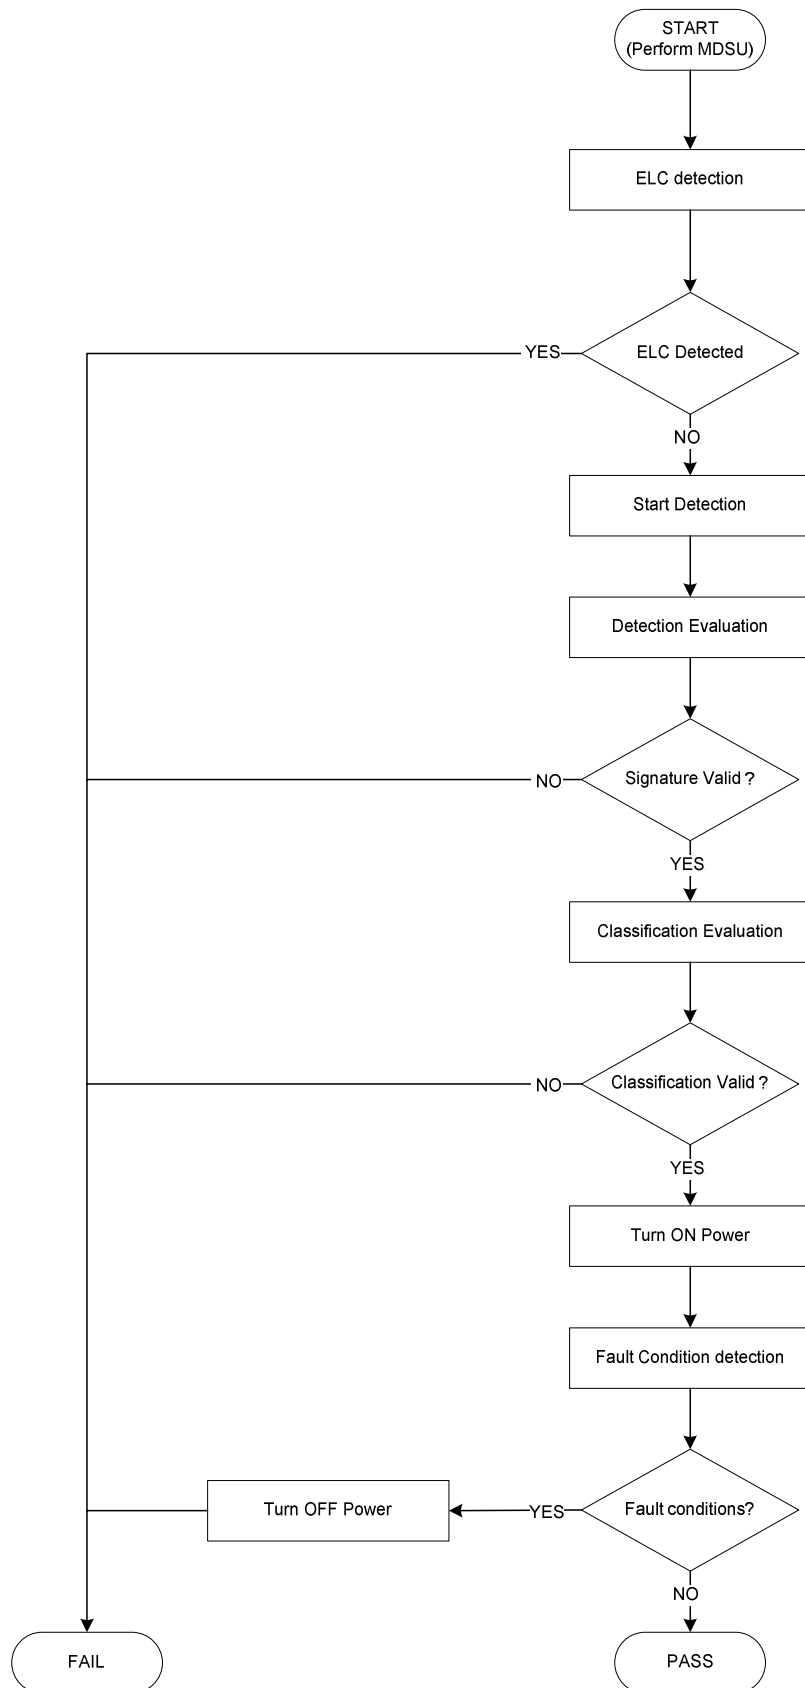 START
(Perform MDSU)
ELC detection
ELC Detected
YES
NO
Start Detection
Detection Evaluation
Signature Valid ?
NO
YES
Classification Evaluation
Classification Valid ?
NO
YES
Turn ON Power
Fault Condition detection
Fault conditions?
YES
Turn OFF Power
NO
FAIL
PASS